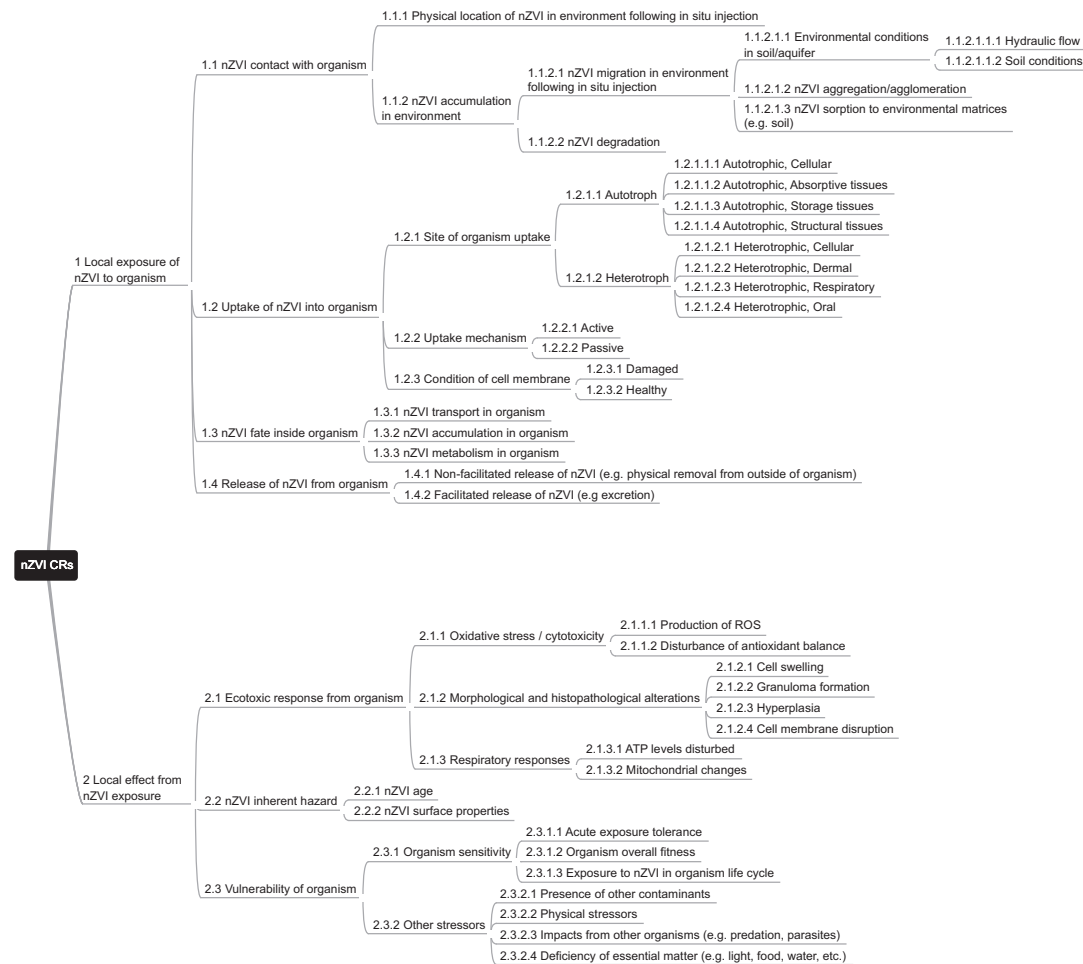 nZVI CRs
1 Local exposure of
nZVI to organism
1.1 nZVI contact with organism
1.1.1 Physical location of nZVI in environment following in situ injection
1.1.2 nZVI accumulation
in environment
1.1.2.1 nZVI migration in environment
following in situ injection
1.1.2.1.1 Environmental conditions
in soil/aquifer
1.1.2.1.1.1 Hydraulic flow
1.1.2.1.1.2 Soil conditions
1.1.2.1.2 nZVI aggregation/agglomeration
1.1.2.1.3 nZVI sorption to environmental matrices
(e.g. soil)
1.1.2.2 nZVI degradation
1.2 Uptake of nZVI into organism
1.2.1 Site of organism uptake
1.2.1.1 Autotroph
1.2.1.1.1 Autotrophic, Cellular
1.2.1.1.2 Autotrophic, Absorptive tissues
1.2.1.1.3 Autotrophic, Storage tissues
1.2.1.1.4 Autotrophic, Structural tissues
1.2.1.2 Heterotroph
1.2.1.2.1 Heterotrophic, Cellular
1.2.1.2.2 Heterotrophic, Dermal
1.2.1.2.3 Heterotrophic, Respiratory
1.2.1.2.4 Heterotrophic, Oral
1.2.2 Uptake mechanism
1.2.2.1 Active
1.2.2.2 Passive
1.2.3 Condition of cell membrane
1.2.3.1 Damaged
1.2.3.2 Healthy
1.3 nZVI fate inside organism
1.3.1 nZVI transport in organism
1.3.2 nZVI accumulation in organism
1.3.3 nZVI metabolism in organism
1.4 Release of nZVI from organism
1.4.1 Non-facilitated release of nZVI (e.g. physical removal from outside of organism)
1.4.2 Facilitated release of nZVI (e.g excretion)
2 Local effect from
nZVI exposure
2.1 Ecotoxic response from organism
2.1.1 Oxidative stress / cytotoxicity
2.1.1.1 Production of ROS
2.1.1.2 Disturbance of antioxidant balance
2.1.2 Morphological and histopathological alterations
2.1.2.1 Cell swelling
2.1.2.2 Granuloma formation
2.1.2.3 Hyperplasia
2.1.2.4 Cell membrane disruption
2.1.3 Respiratory responses
2.1.3.1 ATP levels disturbed
2.1.3.2 Mitochondrial changes
2.2 nZVI inherent hazard
2.2.1 nZVI age
2.2.2 nZVI surface properties
2.3 Vulnerability of organism
2.3.1 Organism sensitivity
2.3.1.1 Acute exposure tolerance
2.3.1.2 Organism overall fitness
2.3.1.3 Exposure to nZVI in organism life cycle
2.3.2 Other stressors
2.3.2.1 Presence of other contaminants
2.3.2.2 Physical stressors
2.3.2.3 Impacts from other organisms (e.g. predation, parasites)
2.3.2.4 Deficiency of essential matter (e.g. light, food, water, etc.)